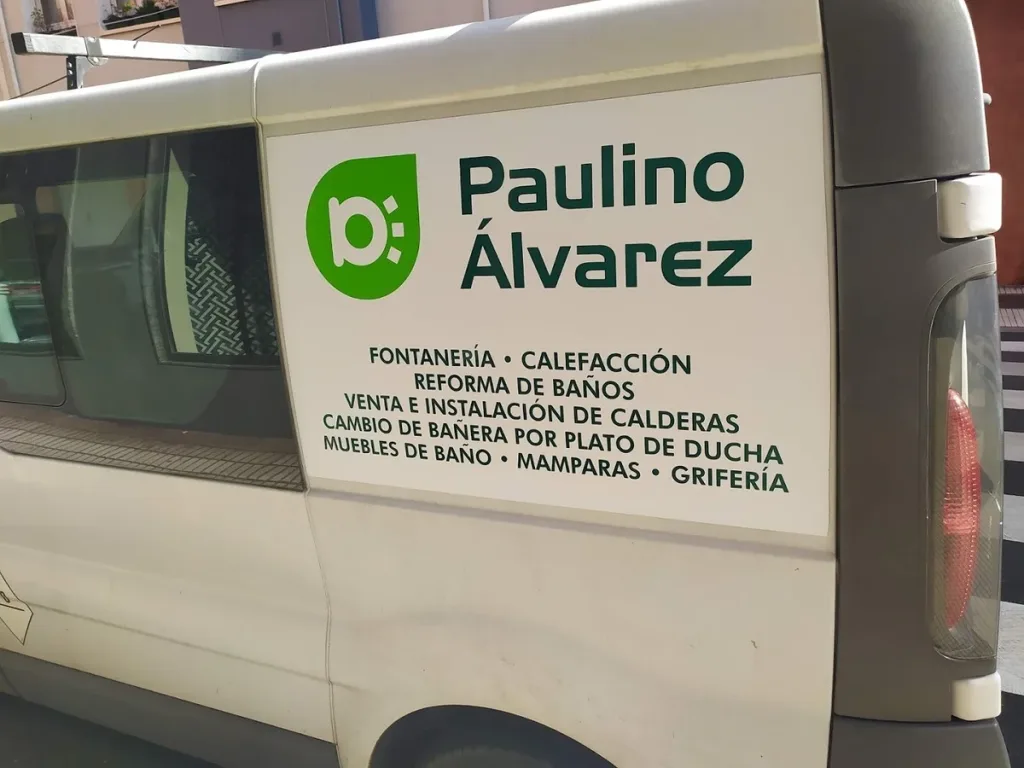 Paulino
Álvarez
FONTANERÍA • CALEFACCIÓN
REFORMA DE BAÑOS
VENTA E INSTALACIÓN DE CALDERAS
CAMBIO DE BAÑERA POR PLATO DE DUCHA
MUEBLES DE BAÑO • MAMPARAS • GRIFERÍA